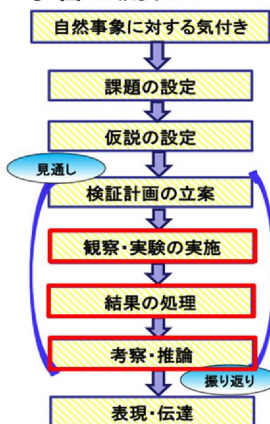 自然事象に対する気付き
課題の設定
仮説の設定
見通し
検証計画の立案
観察・実験の実施
結果の処理
考察・推論
振り返り
表現・伝達